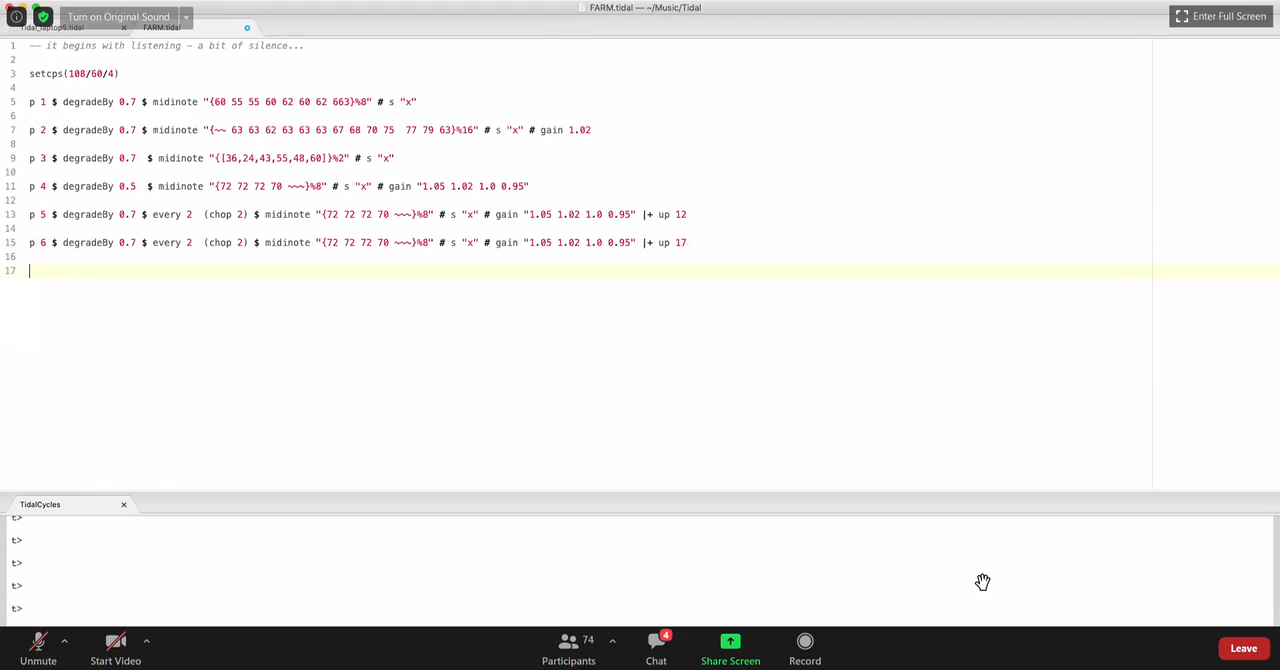 FARM.tidal — ~/Music/Tidal
Turn on Original Sound
Enter Full Screen
Tidal_laptop5.tidal
FARM.tidal
1 -- it begins with listening - a bit of silence...
2
3 setcps(108/60/4)
4
5 p 1 $ degradeBy 0.7 $ midinote "{60 55 55 60 62 60 62 663}%8" # s "x"
6
7 p 2 $ degradeBy 0.7 $ midinote "{~~ 63 63 62 63 63 63 67 68 70 75  77 79 63}%16" # s "x" # gain 1.02
8
9 p 3 $ degradeBy 0.7  $ midinote "{[36,24,43,55,48,60]}%2" # s "x"
10
11 p 4 $ degradeBy 0.5  $ midinote "{72 72 72 70 ~~~}%8" # s "x" # gain "1.05 1.02 1.0 0.95"
12
13 p 5 $ degradeBy 0.7 $ every 2  (chop 2) $ midinote "{72 72 72 70 ~~~}%8" # s "x" # gain "1.05 1.02 1.0 0.95" |+ up 12
14
15 p 6 $ degradeBy 0.7 $ every 2  (chop 2) $ midinote "{72 72 72 70 ~~~}%8" # s "x" # gain "1.05 1.02 1.0 0.95" |+ up 17
16
17
TidalCycles
t>
t>
t>
t>
t>
Unmute
Start Video
74
Participants
4
Chat
Share Screen
Record
Leave